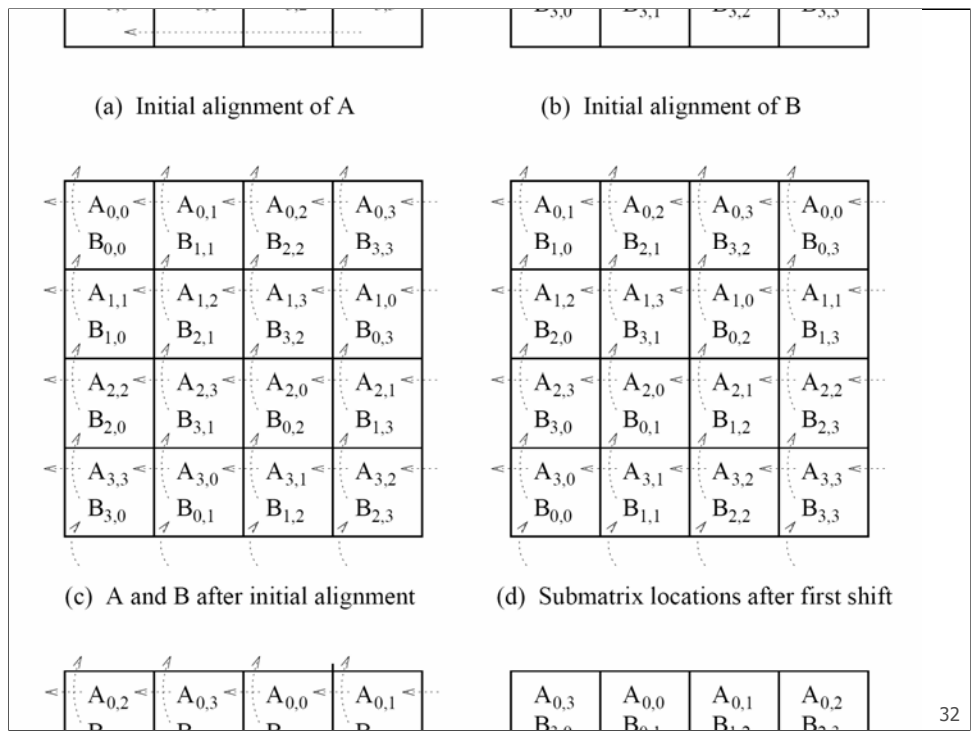 B3,0 B3,1 B3,2 B3,3
(a) Initial alignment of A (b) Initial alignment of B
A0,0 A0,1 A0,2 A0,3 A0,1 A0,2 A0,3 A0,0
B0,0 B1,1 B2,2 B3,3 B1,0 B2,1 B3,2 B0,3
A1,1 A1,2 A1,3 A1,0 A1,2 A1,3 A1,0 A1,1
B1,0 B2,1 B3,2 B0,3 B2,0 B3,1 B0,2 B1,3
A2,2 A2,3 A2,0 A2,1 A2,3 A2,0 A2,1 A2,2
B2,0 B3,1 B0,2 B1,3 B3,0 B0,1 B1,2 B2,3
A3,3 A3,0 A3,1 A3,2 A3,0 A3,1 A3,2 A3,3
B3,0 B0,1 B1,2 B2,3 B0,0 B1,1 B2,2 B3,3
(c) A and B after initial alignment (d) Submatrix locations after first shift
A0,2 A0,3 A0,0 A0,1 A0,3 A0,0 A0,1 A0,2
32